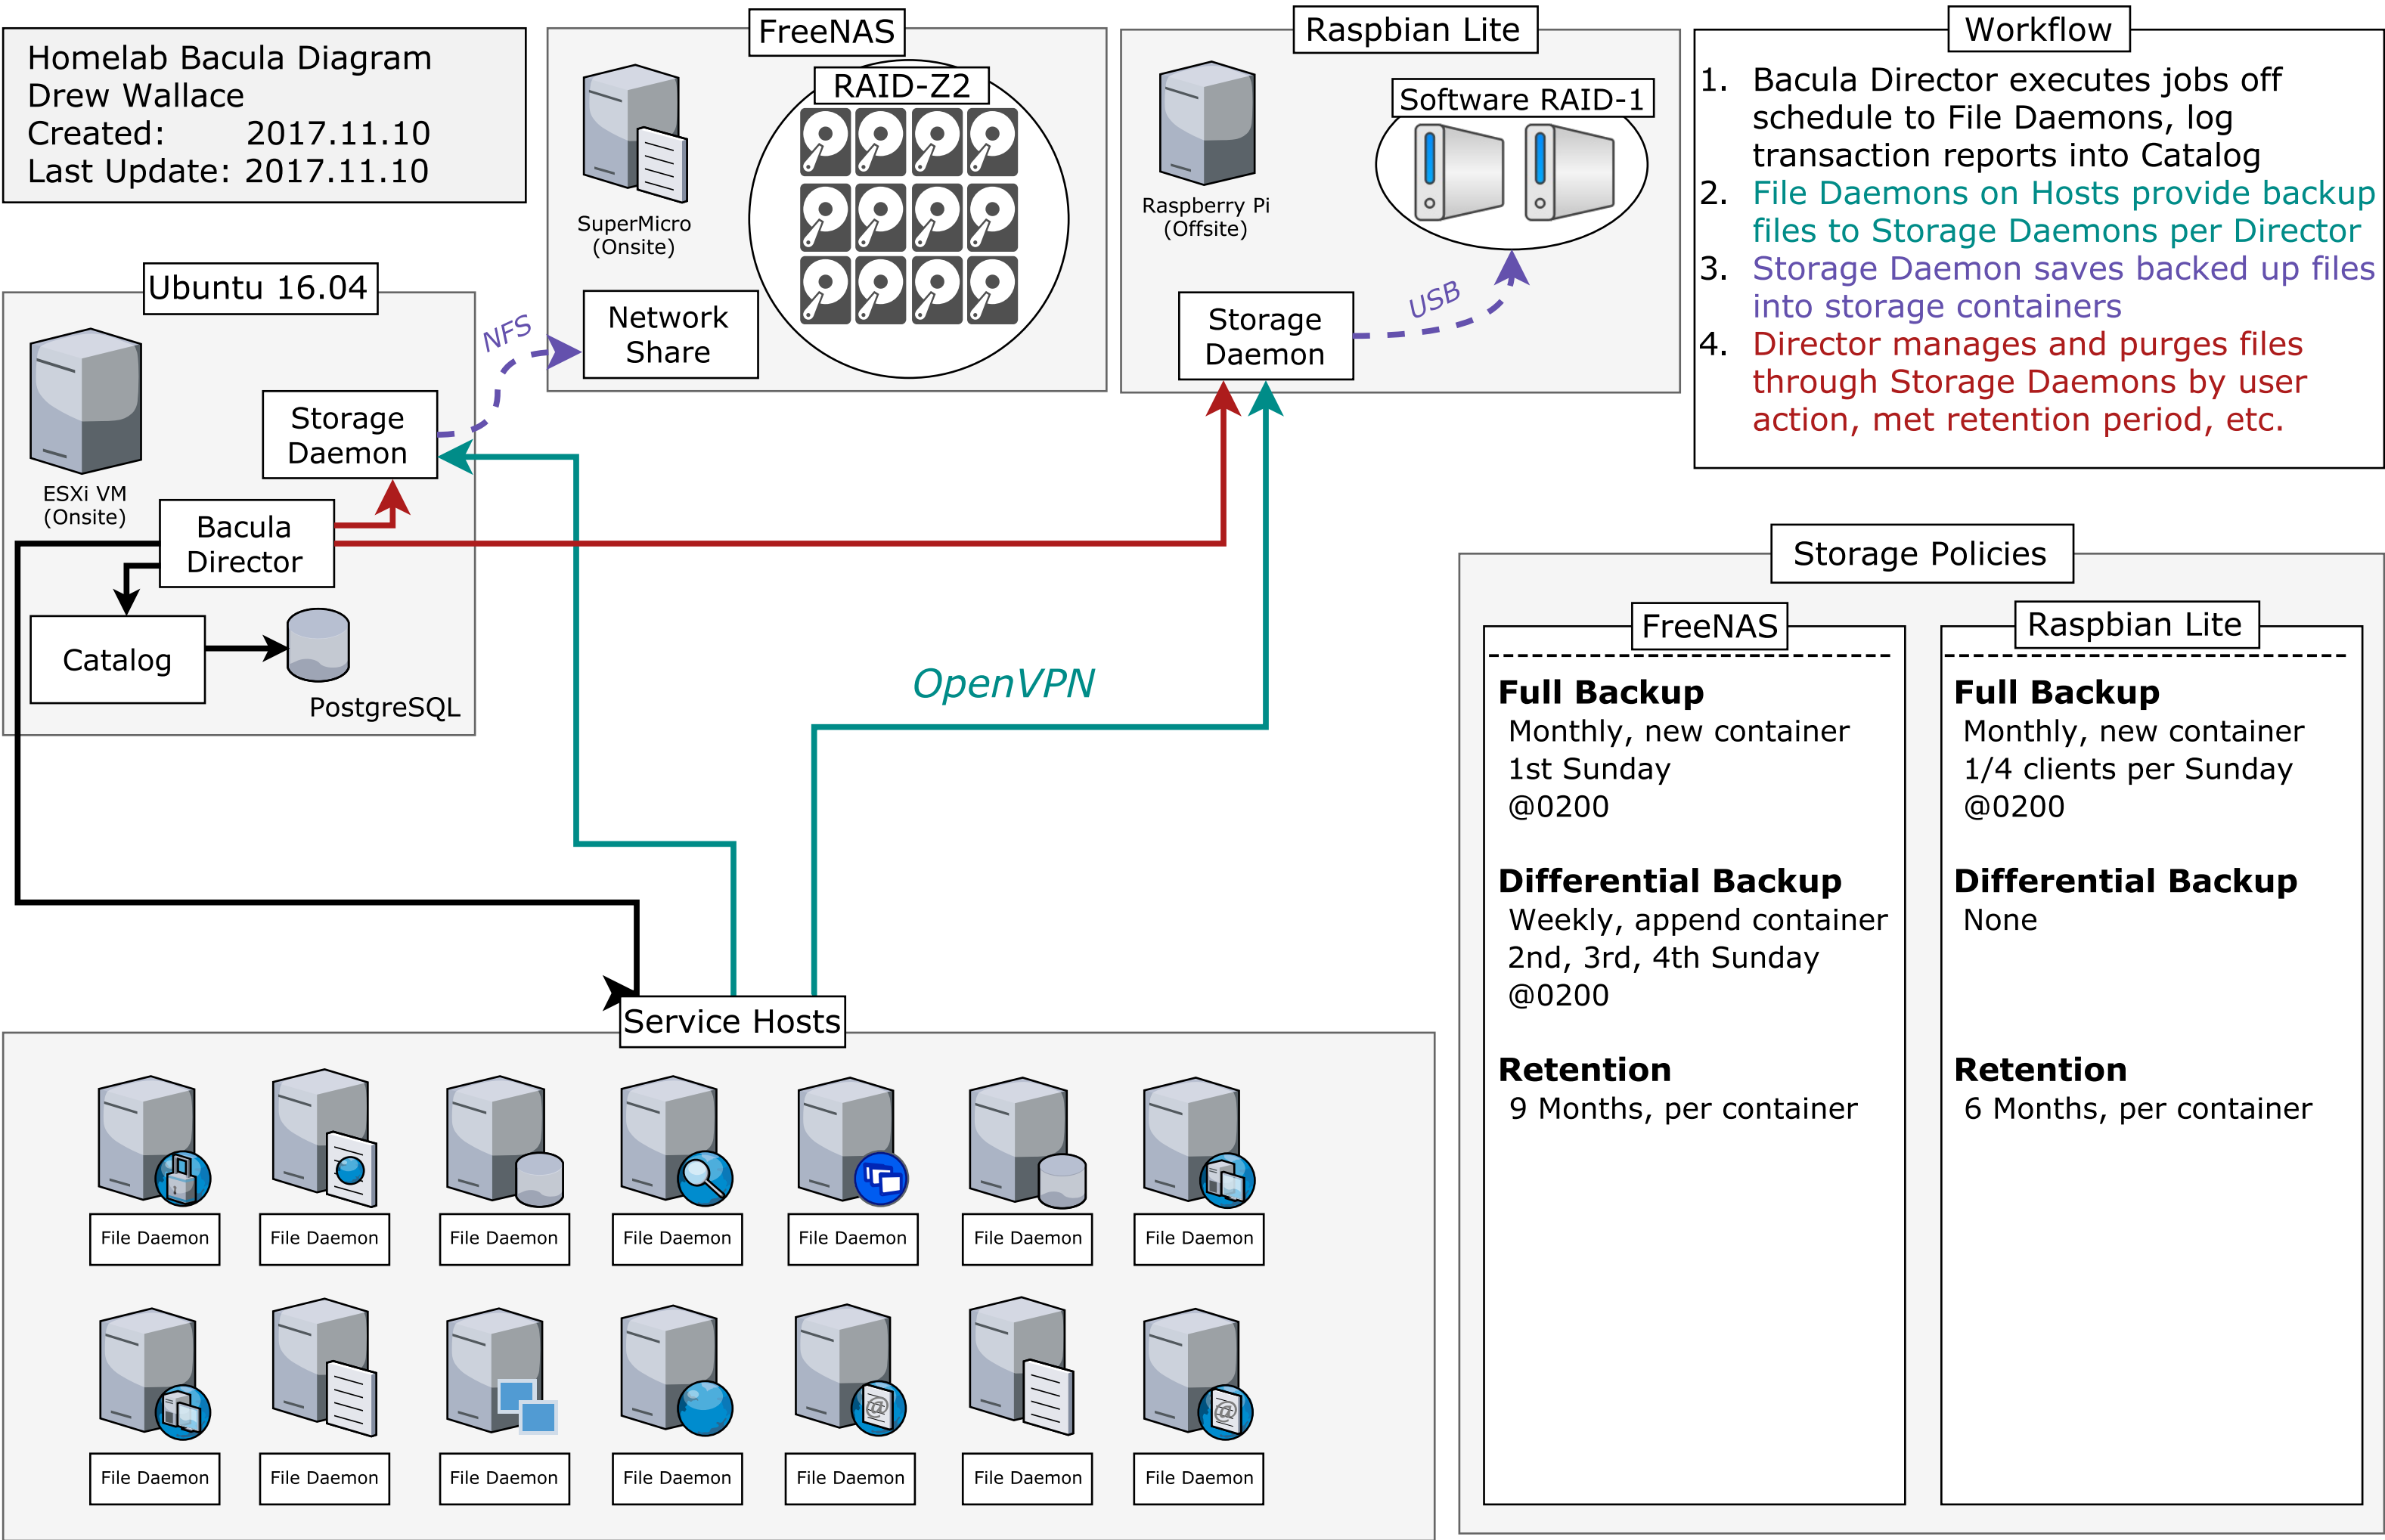 Homelab Bacula Diagram
Drew Wallace
Created: 2017.11.10
Last Update: 2017.11.10
FreeNAS
RAID-Z2
SuperMicro
(Onsite)
Network
Share
Raspbian Lite
Software RAID-1
Raspberry Pi
(Offsite)
Storage
Daemon
USB
Workflow
1. Bacula Director executes jobs off
schedule to File Daemons, log
transaction reports into Catalog
2. File Daemons on Hosts provide backup
files to Storage Daemons per Director
3. Storage Daemon saves backed up files
into storage containers
4. Director manages and purges files
through Storage Daemons by user
action, met retention period, etc.
Ubuntu 16.04
NFS
ESXi VM
(Onsite)
Storage
Daemon
Bacula
Director
Catalog
PostgreSQL
OpenVPN
Storage Policies
FreeNAS
Full Backup
Monthly, new container
1st Sunday
@0200
Differential Backup
Weekly, append container
2nd, 3rd, 4th Sunday
@0200
Retention
9 Months, per container
Raspbian Lite
Full Backup
Monthly, new container
1/4 clients per Sunday
@0200
Differential Backup
None
Retention
6 Months, per container
Service Hosts
File Daemon
File Daemon
File Daemon
File Daemon
File Daemon
File Daemon
File Daemon
File Daemon
File Daemon
File Daemon
File Daemon
File Daemon
File Daemon
File Daemon